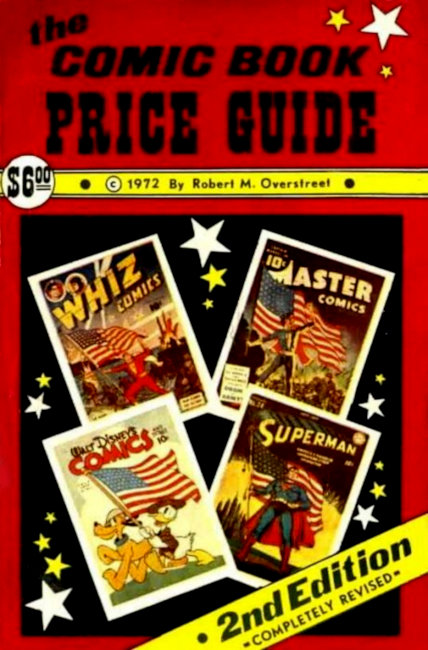 the
COMIC BOOK
PRICE GUIDE
$6.00
• © 1972 By Robert M. Overstreet •
WHIZ
COMICS
10¢
MASTER
COMICS
WALT DISNEY'S
COMICS
10¢
SUPERMAN
• 2nd Edition
- COMPLETELY REVISED -